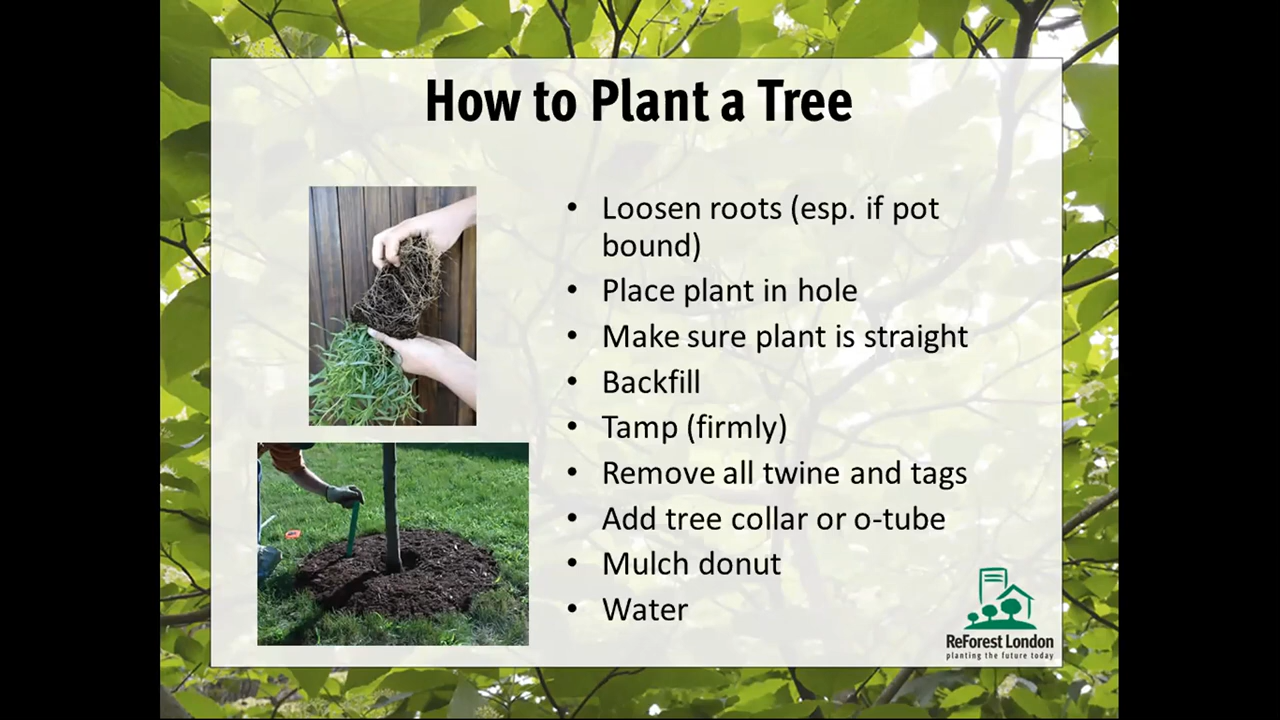 How to Plant a Tree
• Loosen roots (esp. if pot
bound)
• Place plant in hole
• Make sure plant is straight
• Backfill
• Tamp (firmly)
• Remove all twine and tags
• Add tree collar or o-tube
• Mulch donut
• Water
ReForest London
planting the future today